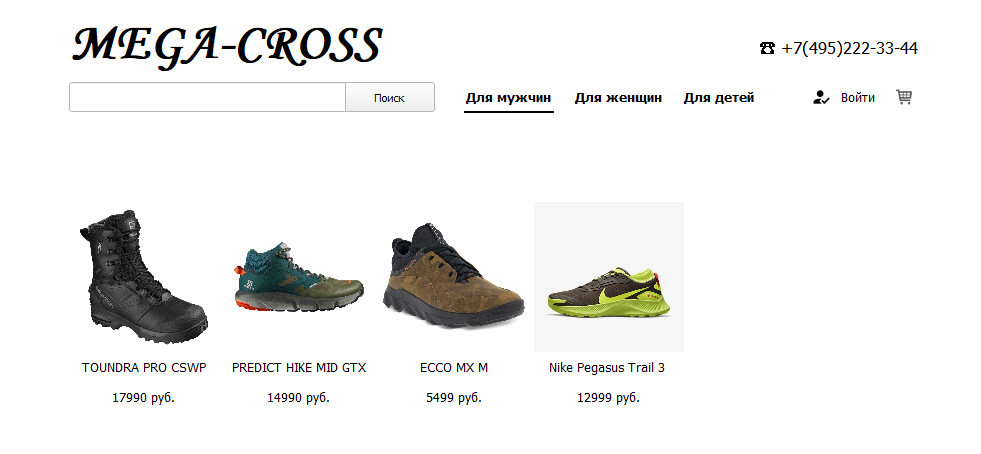 MEGA-CROSS
☎ +7(495)222-33-44
Поиск
Для мужчин Для женщин Для детей
Войти
TOUNDRA PRO CSWP
17990 руб.
PREDICT HIKE MID GTX
14990 руб.
ECCO MX M
5499 руб.
Nike Pegasus Trail 3
12999 руб.